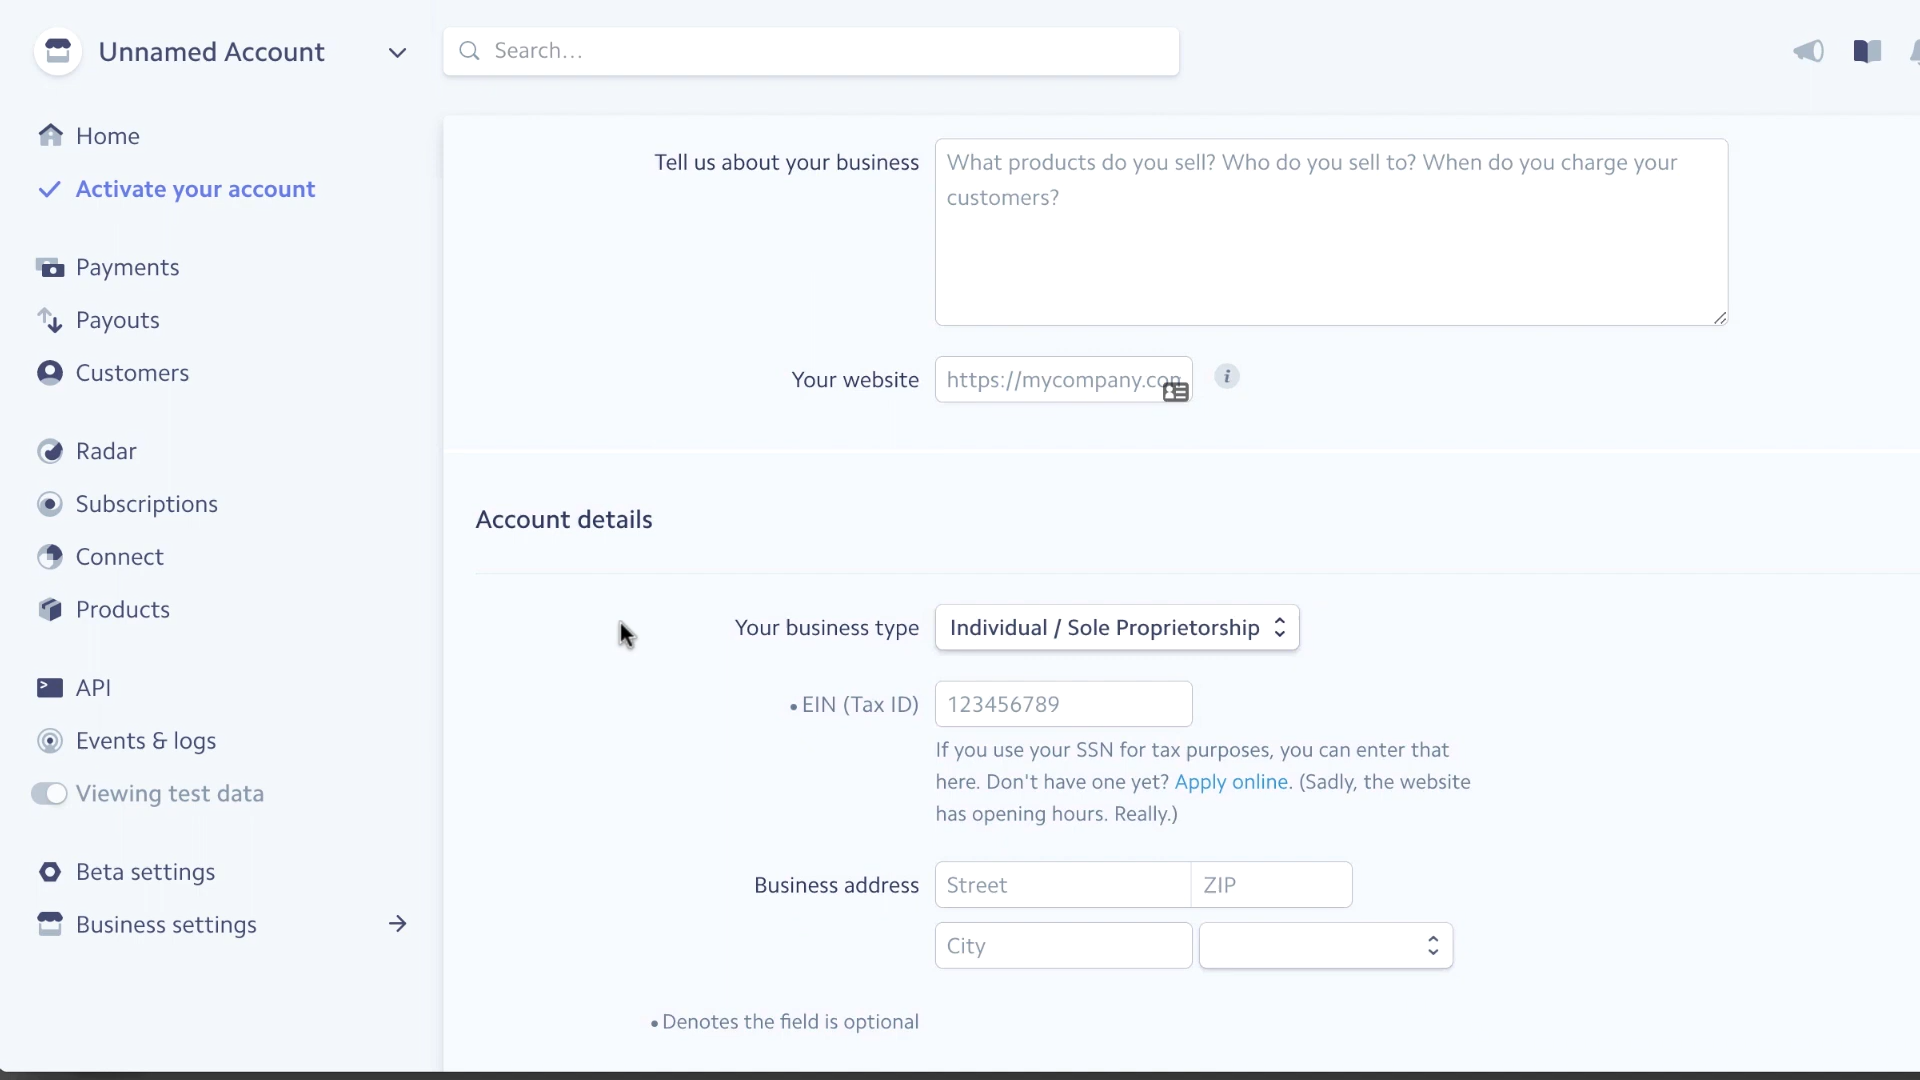 Unnamed Account
Search...
Home
Activate your account
Payments
Payouts
Customers
Radar
Subscriptions
Connect
Products
API
Events & logs
Viewing test data
Beta settings
Business settings
Tell us about your business
What products do you sell? Who do you sell to? When do you charge your
customers?
Your website
https://mycompany.com
Account details
Your business type
Individual / Sole Proprietorship
• EIN (Tax ID)
123456789
If you use your SSN for tax purposes, you can enter that
here. Don't have one yet? Apply online. (Sadly, the website
has opening hours. Really.)
Business address
Street
ZIP
City
• Denotes the field is optional